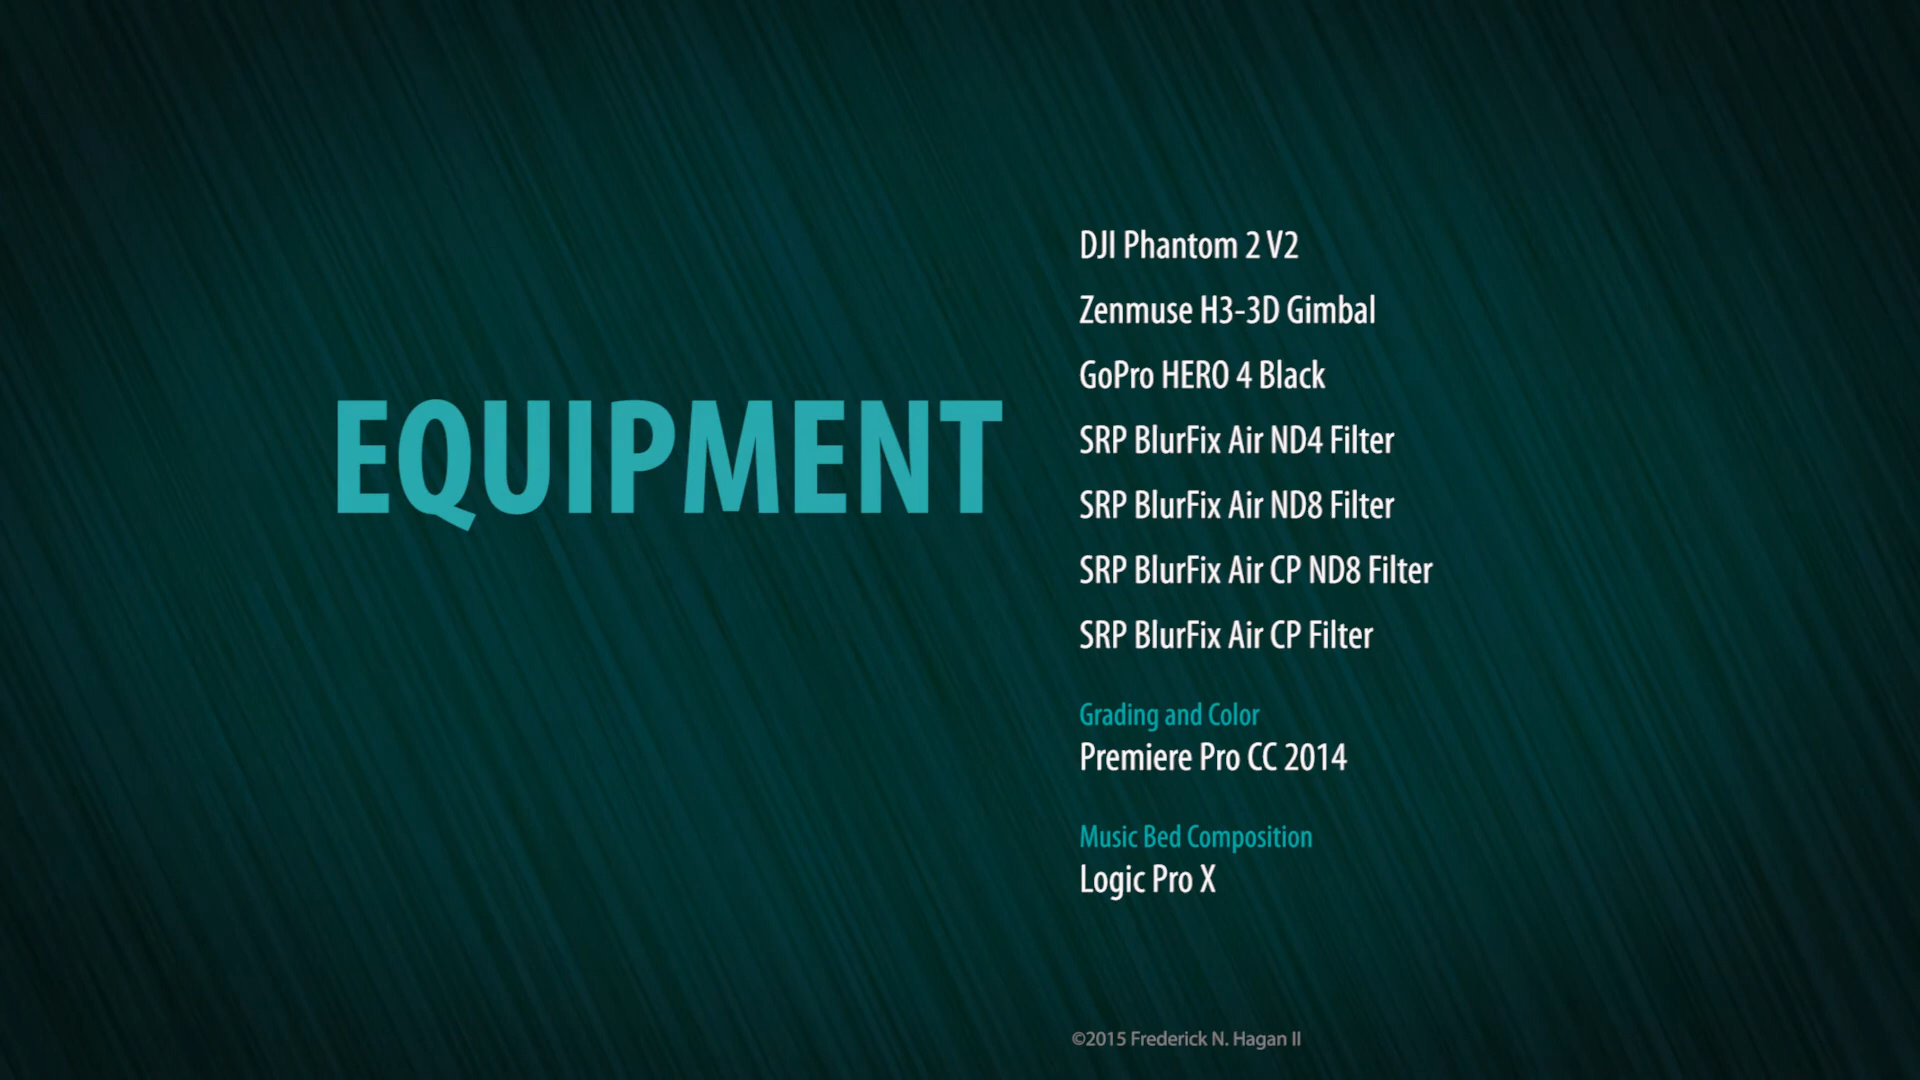 EQUIPMENT
DJI Phantom 2 V2
Zenmuse H3-3D Gimbal
GoPro HERO 4 Black
SRP BlurFix Air ND4 Filter
SRP BlurFix Air ND8 Filter
SRP BlurFix Air CP ND8 Filter
SRP BlurFix Air CP Filter
Grading and Color
Premiere Pro CC 2014
Music Bed Composition
Logic Pro X
©2015 Frederick N. Hagan II